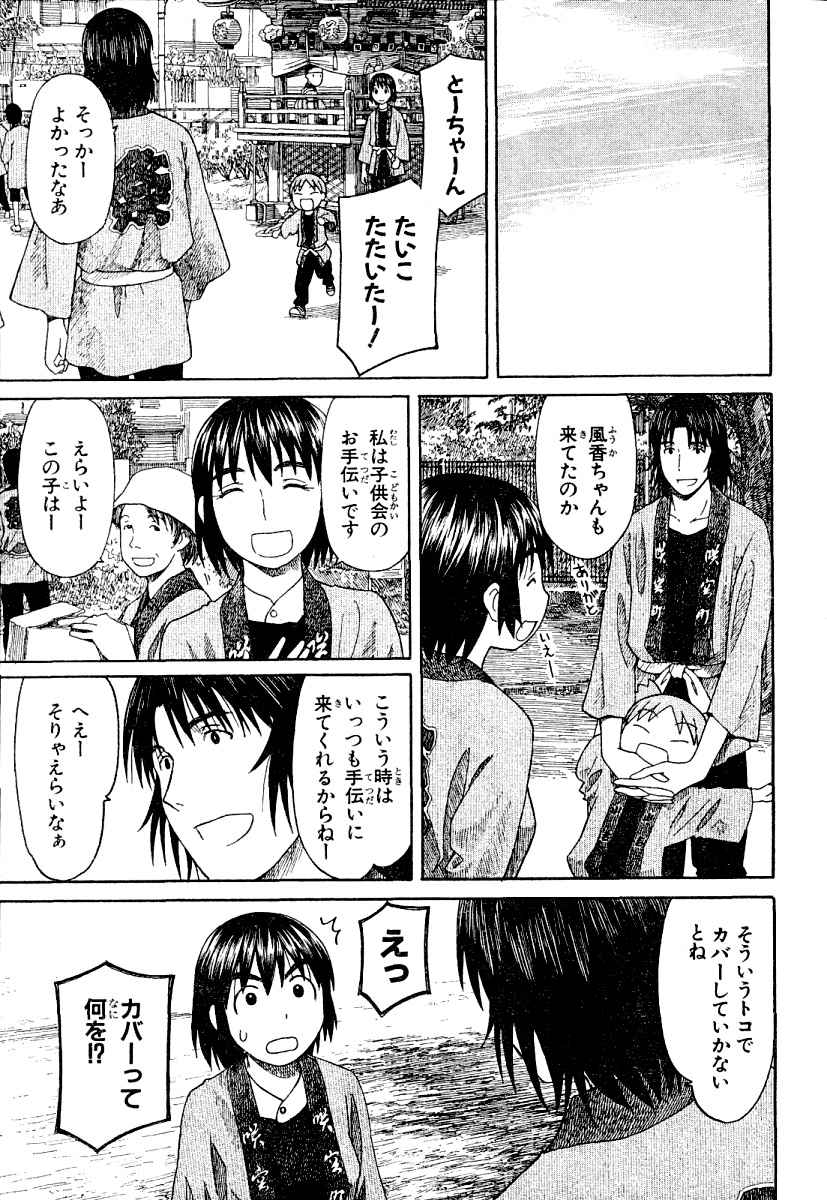 とーちゃーん
たいこ
たたいたー！
そっかー
よかったなあ
祭
風香ちゃんも
来てたのか
ありがと
いえー
私は子供会の
お手伝いです
えらいよー
この子はー
こういう時は
いっつも手伝いに
来てくれるからねー
へえー
そりゃえらいなぁ
そういうトコで
カバーしていかない
とね
えっ
カバーって
何を!?